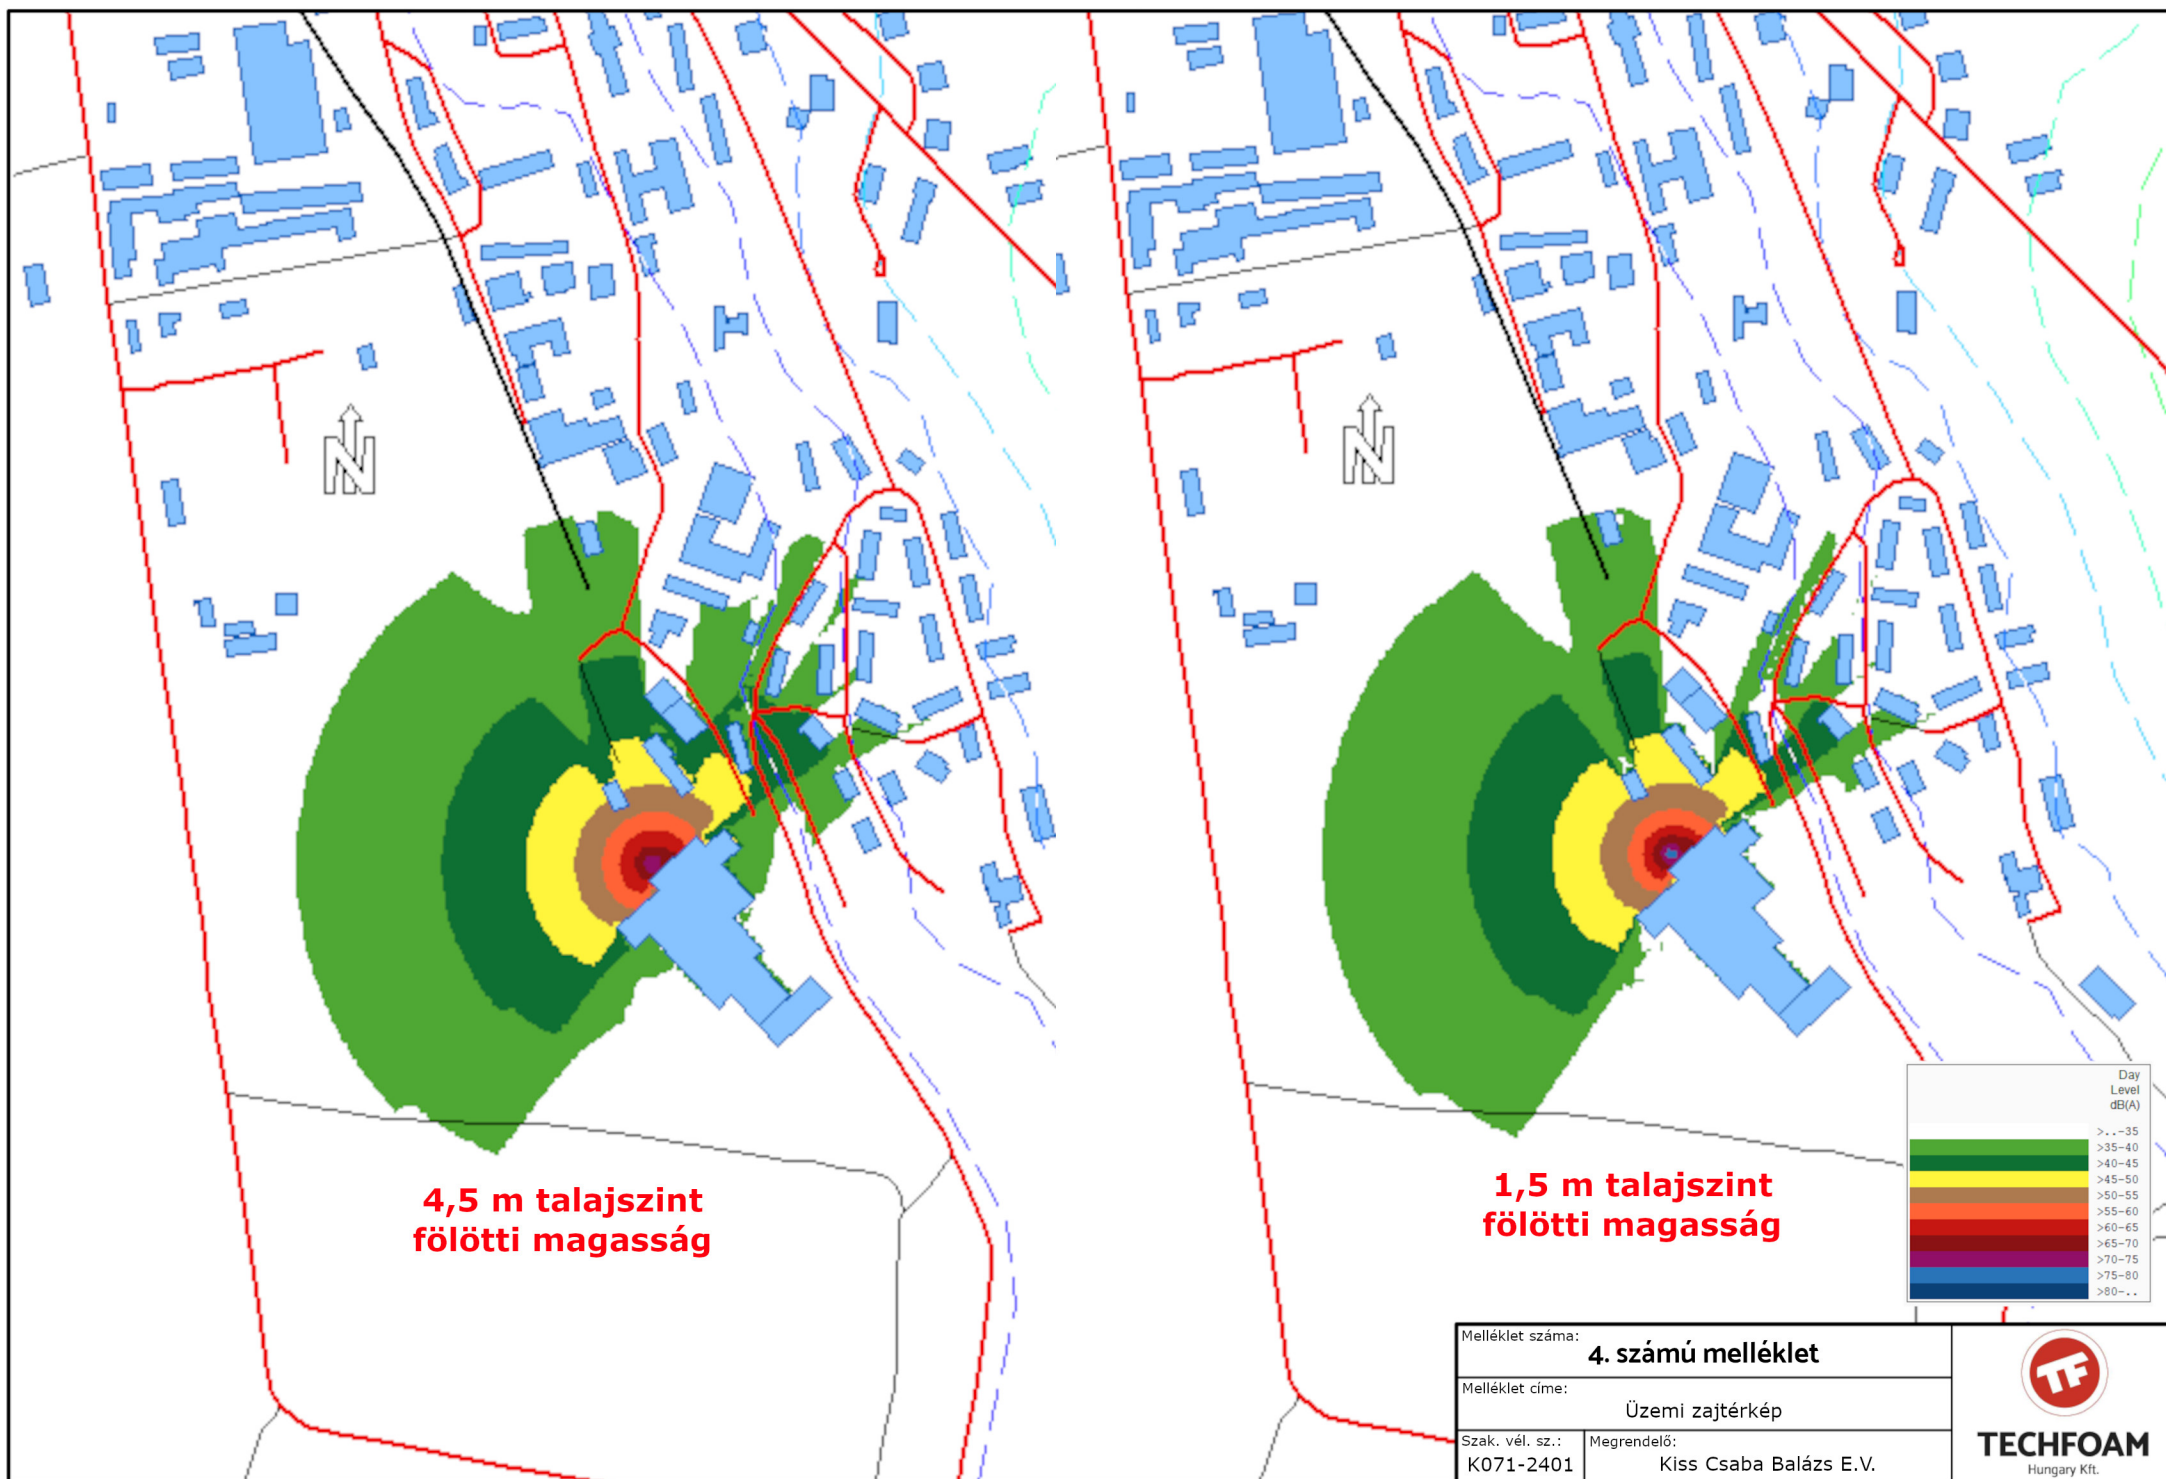 N
N
4,5 m talajszint
fölötti magasság
1,5 m talajszint
fölötti magasság
Day
Level
dB(A)
>..-35
>35-40
>40-45
>45-50
>50-55
>55-60
>60-65
>65-70
>70-75
>75-80
>80-..
Melléklet száma:
4. számú melléklet
Melléklet címe:
Üzemi zajtérkép
Szak. vél. sz.:
K071-2401
Megrendelő:
Kiss Csaba Balázs E.V.
TF
TECHFOAM
Hungary Kft.